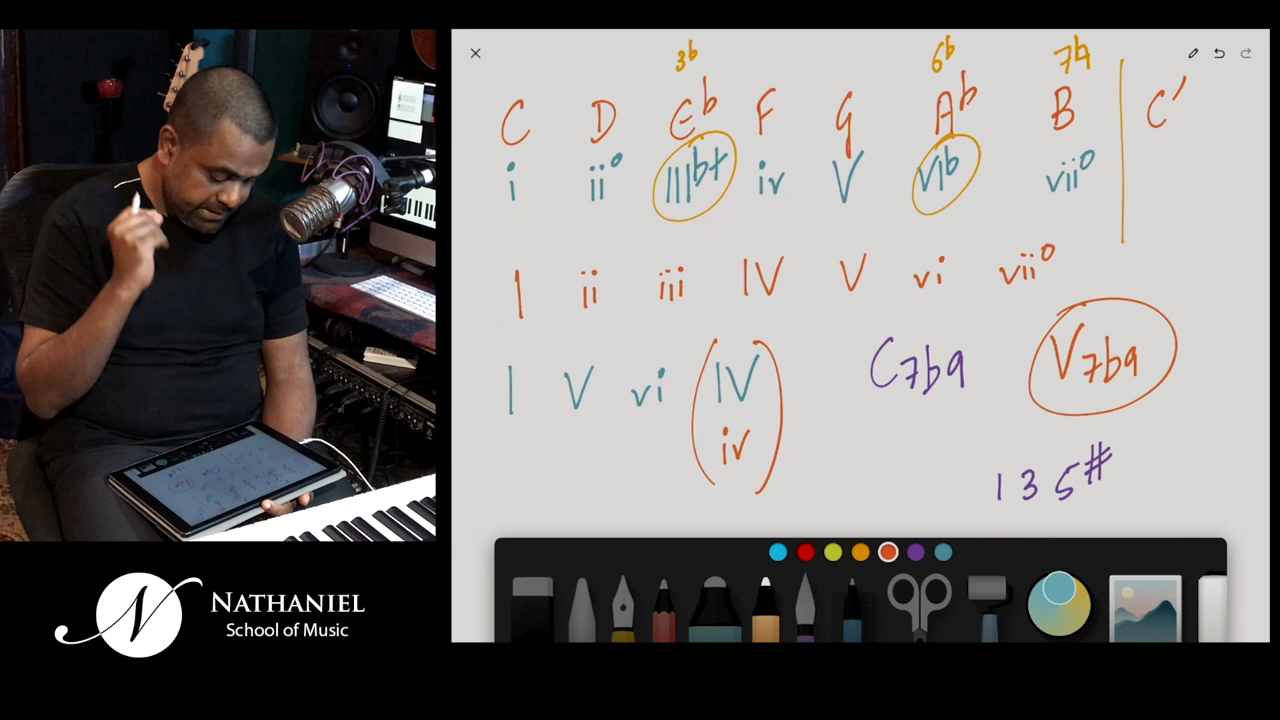 3b 6b 7♮
C D Eb F G Ab B C'
i ii° IIIb+ iv V VIb vii°
I ii iii IV V vi vii°
I V vi IV C7b9 V7b9
iv
1 3 5#
NATHANIEL
School of Music